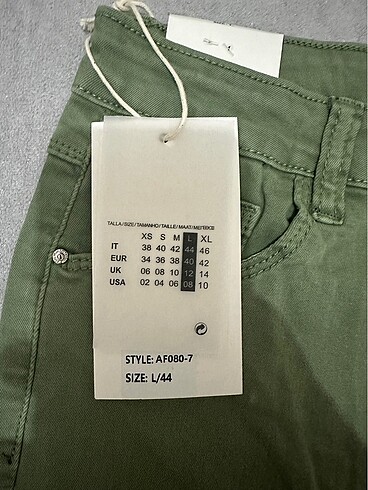 TALLA/SIZE/TAMANHO/TAILLE/MAAT/
XS S M L XL
IT 38 40 42 44 46
EUR 34 36 38 40 42
UK 06 08 10 12 14
USA 02 04 06 08 10
STYLE: AF080-7
SIZE: L/44